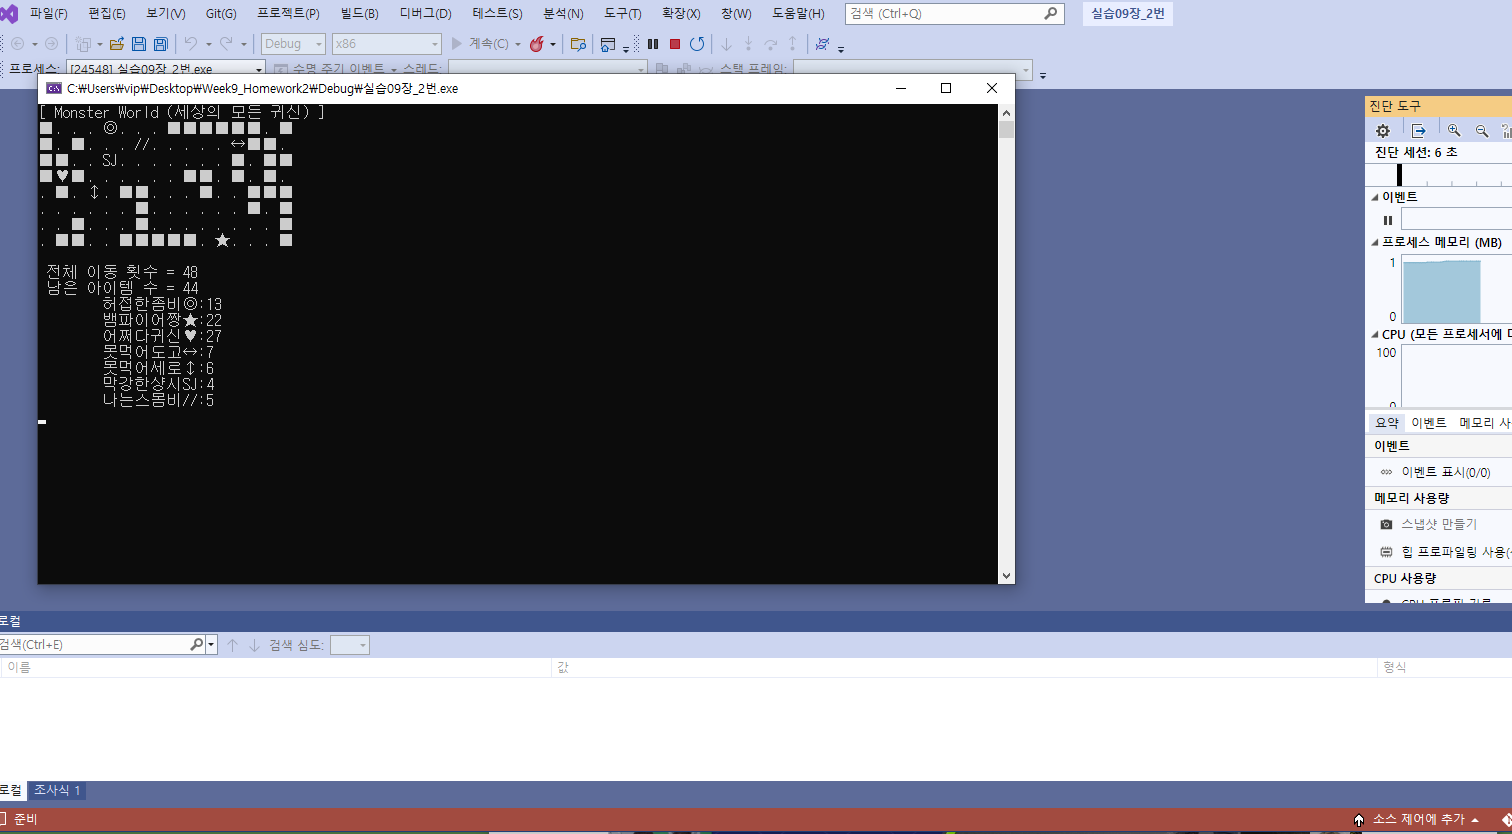 파일(F) 편집(E) 보기(V) Git(G) 프로젝트(P) 빌드(B) 디버그(D) 테스트(S) 분석(N) 도구(T) 확장(X) 창(W) 도움말(H) 검색 (Ctrl+Q) 실습09장_2번
Debug x86 계속(C)
프로세스: [24548] 실습09장_2번.exe 수명 주기 이벤트 스레드: 스택 프레임:
C:₩Users₩vip₩Desktop₩Week9_Homework2₩Debug₩실습09장_2번.exe
[ Monster World (세상의 모든 귀신) ]
■. . . ◎. . . ■■■■■■. ■
■. ■. . . //. . . . . ↔■■.
■■. . SJ. . . . . . . ■. ■■
■♥■. . . . . . ■■. ■. ■.
. ■. ↕. ■■. . . ■. . ■■■
. . . . . . ■. . . . . . ■. ■
. . ■. . . ■. . . . . . . . ■
. ■■. . ■■■■■. ★. . . ■
전체 이동 횟수 = 48
남은 아이템 수 = 44
허접한좀비◎:13
뱀파이어짱★:22
어쩌다귀신♥:27
못먹어도고↔:7
못먹어세로↕:6
막강한샹시SJ:4
나는스몸비//:5
진단 도구
진단 세션: 6 초
이벤트
프로세스 메모리 (MB)
1
0
CPU (모든 프로세서에
100
0
요약 이벤트 메모리 사
이벤트
이벤트 표시(0/0)
메모리 사용량
스냅샷 만들기
힙 프로파일링 사용(
CPU 사용량
로컬
검색(Ctrl+E) 검색 심도:
이름 값 형식
로컬 조사식 1
준비 소스 제어에 추가